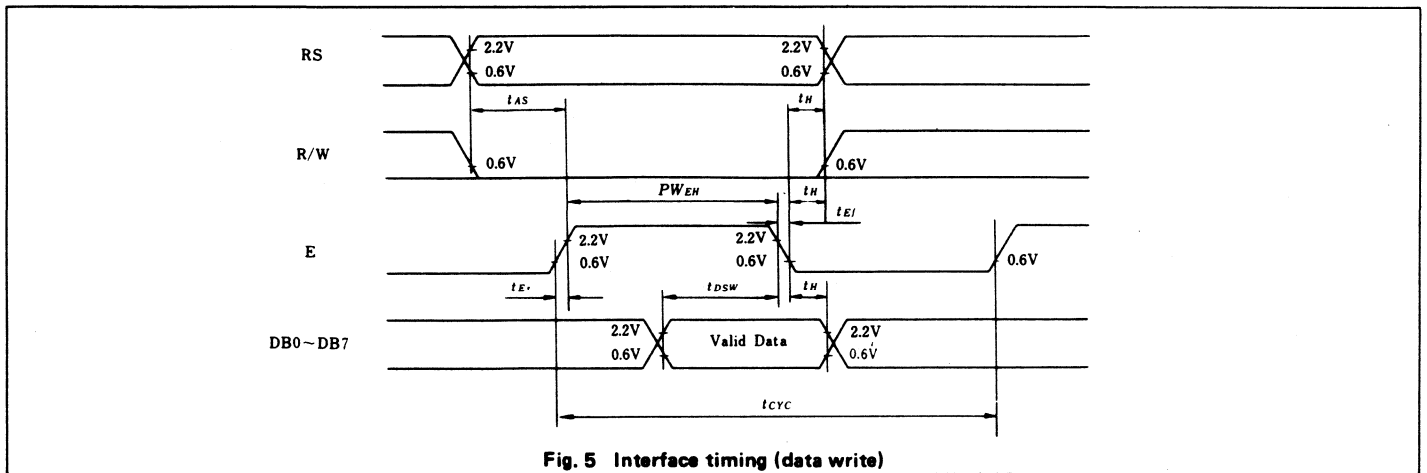 RS
2.2V
0.6V
2.2V
0.6V
tAS
tH
R/W
0.6V
0.6V
PWEH
tH
tEf
E
2.2V
0.6V
2.2V
0.6V
0.6V
tEr
tDSW
tH
DB0~DB7
2.2V
0.6V
Valid Data
2.2V
0.6V
tCYC
Fig. 5 Interface timing (data write)